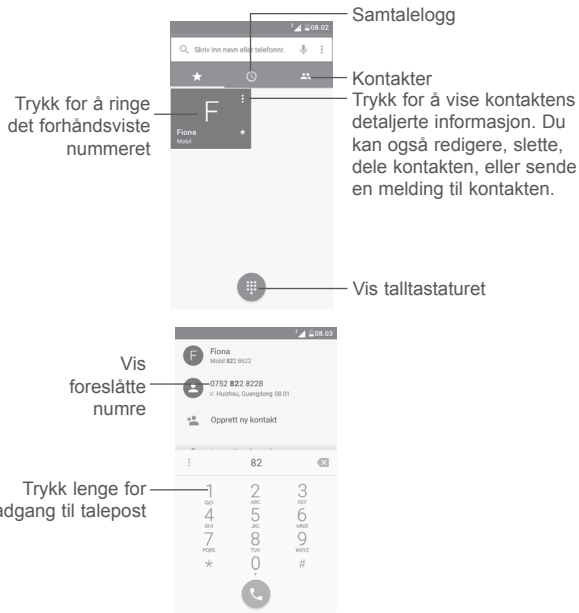 Samtalelogg
08.02
Skriv inn navn eller telefonnr.
Kontakter
Trykk for å ringe
det forhåndsviste
nummeret
F
Fiona
Mobil
Trykk for å vise kontaktens
detaljerte informasjon. Du
kan også redigere, slette,
dele kontakten, eller sende
en melding til kontakten.
Vis talltastaturet
08.03
F
Fiona
Mobil 822 8622
Vis
foreslåtte
numre
0752 822 8228
Huizhou, Guangdong 08.01
Opprett ny kontakt
82
Trykk lenge for
adgang til talepost
1 2 3
ABC DEF
4 5 6
GHI JKL MNO
7 8 9
PQRS TUV WXYZ
* 0 #
+